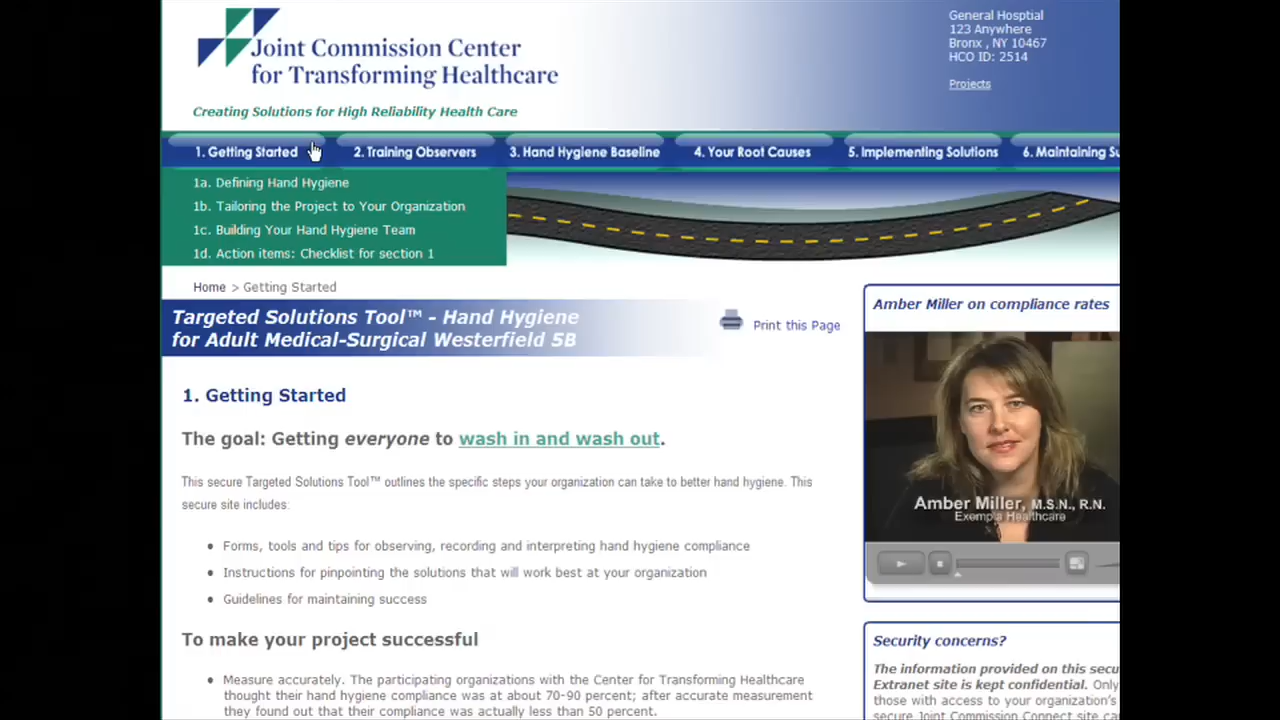 Joint Commission Center
for Transforming Healthcare
Creating Solutions for High Reliability Health Care
General Hosptial
123 Anywhere
Bronx , NY 10467
HCO ID: 2514
Projects
1. Getting Started
2. Training Observers
3. Hand Hygiene Baseline
4. Your Root Causes
5. Implementing Solutions
6. Maintaining Su
1a. Defining Hand Hygiene
1b. Tailoring the Project to Your Organization
1c. Building Your Hand Hygiene Team
1d. Action items: Checklist for section 1
Home > Getting Started
Targeted Solutions Tool™ - Hand Hygiene
for Adult Medical-Surgical Westerfield 5B
Print this Page
1. Getting Started
The goal: Getting everyone to wash in and wash out.
This secure Targeted Solutions Tool™ outlines the specific steps your organization can take to better hand hygiene. This
secure site includes:
• Forms, tools and tips for observing, recording and interpreting hand hygiene compliance
• Instructions for pinpointing the solutions that will work best at your organization
• Guidelines for maintaining success
To make your project successful
• Measure accurately. The participating organizations with the Center for Transforming Healthcare
thought their hand hygiene compliance was at about 70-90 percent; after accurate measurement
they found out that their compliance was actually less than 50 percent.
Amber Miller on compliance rates
Amber Miller, M.S.N., R.N.
Exempla Healthcare
Security concerns?
The information provided on this secu
Extranet site is kept confidential. Only
those with access to your organization's
secure Joint Commission Connect site ca